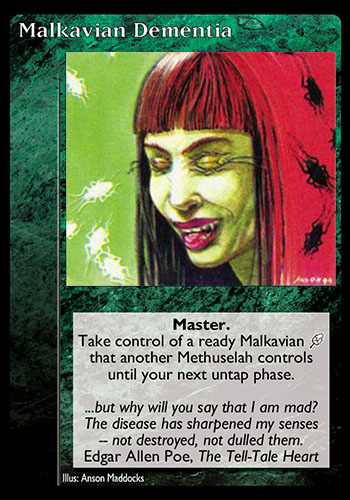 Malkavian Dementia
ANSON 94
Master.
Take control of a ready Malkavian
that another Methuselah controls
until your next untap phase.
...but why will you say that I am mad?
The disease has sharpened my senses
-- not destroyed, not dulled them.
Edgar Allen Poe, The Tell-Tale Heart
Illus: Anson Maddocks